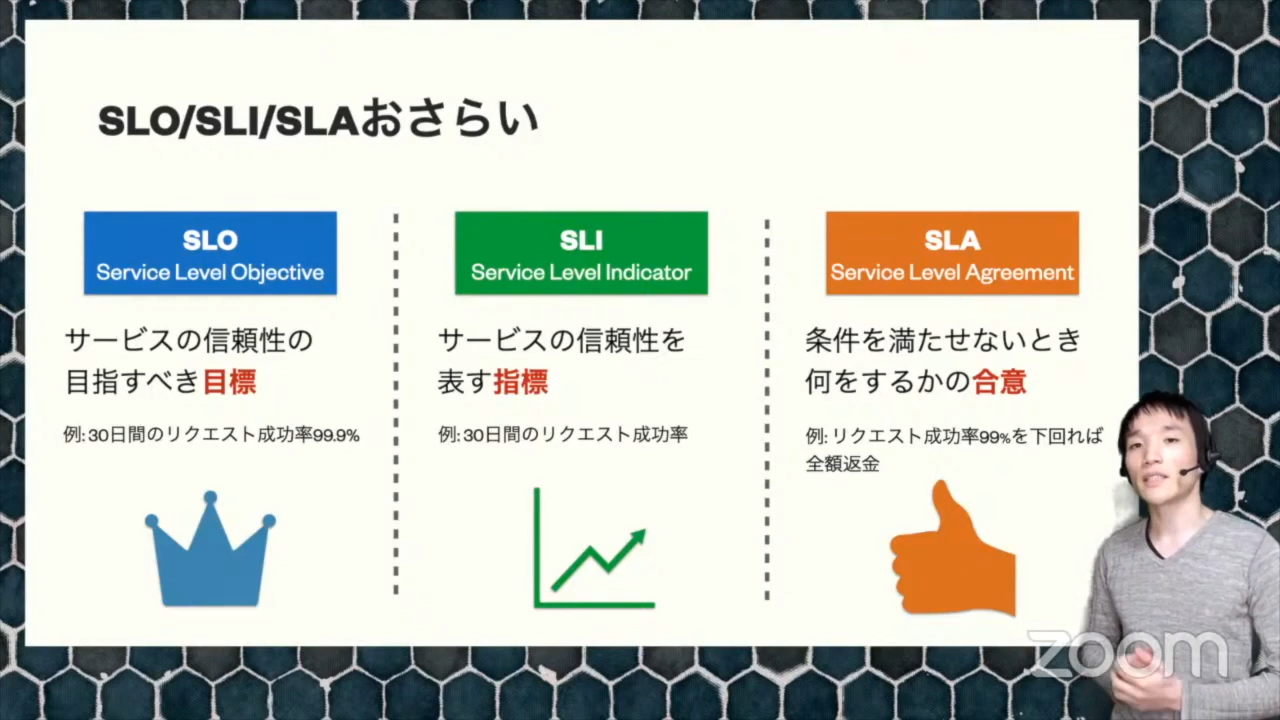 SLO/SLI/SLAおさらい
SLO
Service Level Objective
サービスの信頼性の
目指すべき目標
例: 30日間のリクエスト成功率99.9%
SLI
Service Level Indicator
サービスの信頼性を
表す指標
例: 30日間のリクエスト成功率
SLA
Service Level Agreement
条件を満たせないとき
何をするかの合意
例: リクエスト成功率99%を下回れば
全額返金
zoom